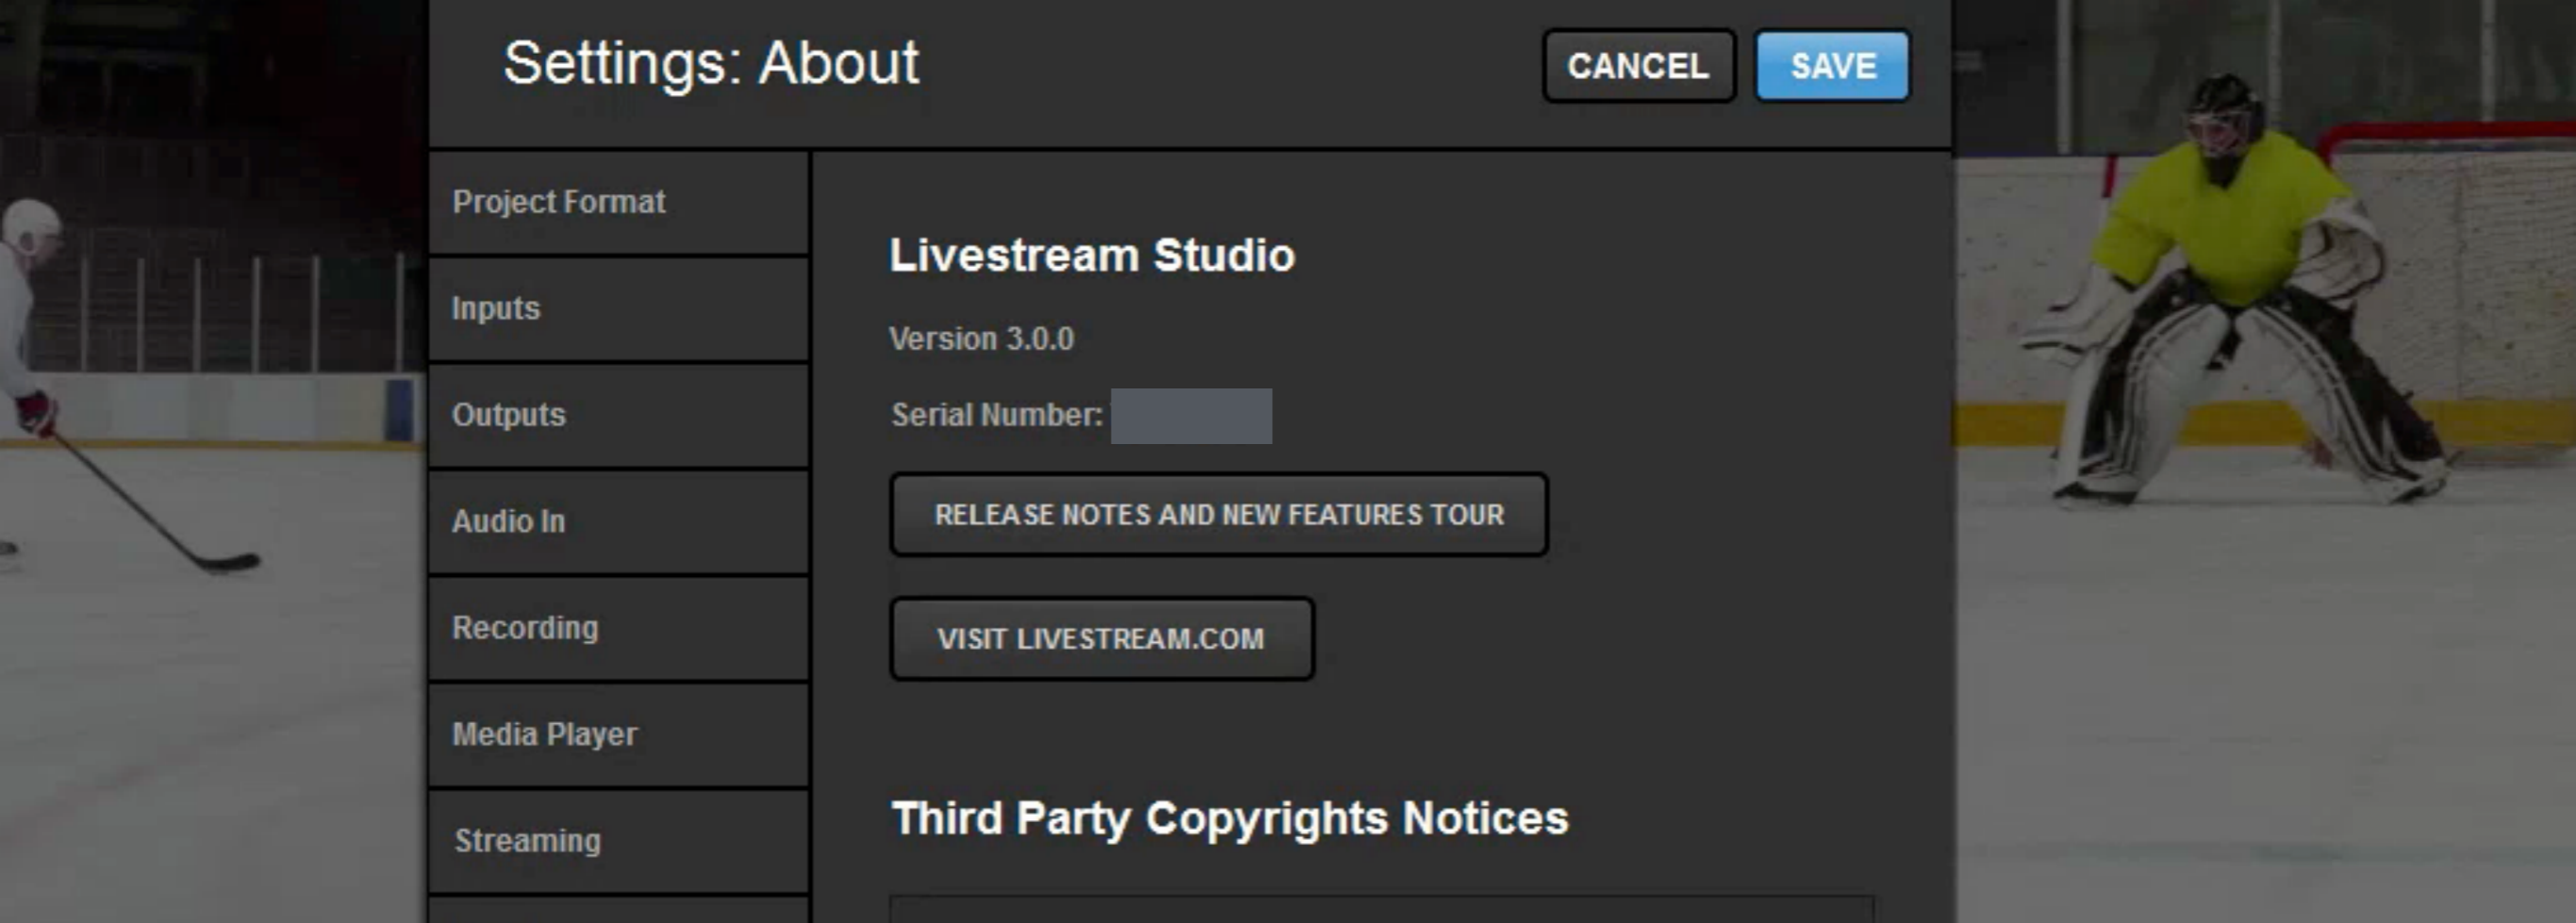 Settings: About
CANCEL
SAVE
Project Format
Inputs
Outputs
Audio In
Recording
Media Player
Streaming
Livestream Studio
Version 3.0.0
Serial Number:
RELEASE NOTES AND NEW FEATURES TOUR
VISIT LIVESTREAM.COM
Third Party Copyrights Notices